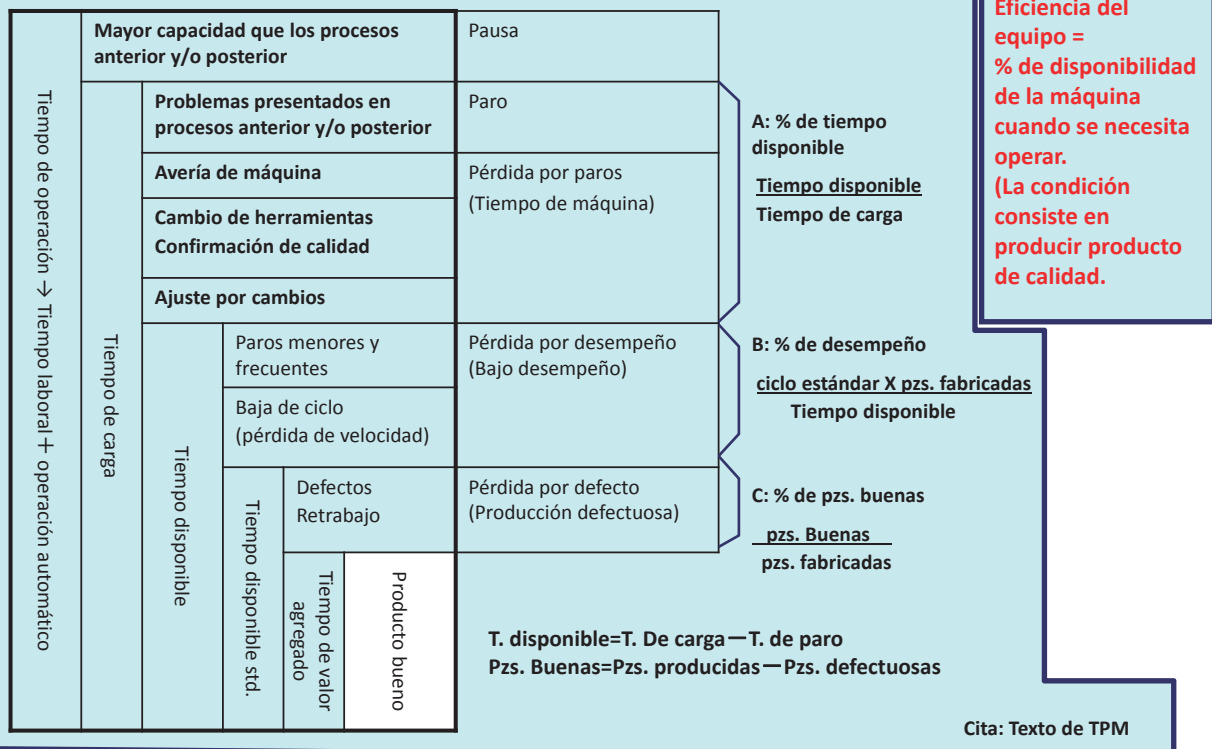 Tiempo de operación → Tiempo laboral＋ operación automático
Mayor capacidad que los procesos
anterior y/o posterior
Pausa
Tiempo de carga
Problemas presentados en
procesos anterior y/o posterior
Paro
Avería de máquina
Pérdida por paros
(Tiempo de máquina)
Cambio de herramientas
Confirmación de calidad
Ajuste por cambios
A: % de tiempo
disponible
Tiempo disponible
Tiempo de carga
Tiempo disponible
Paros menores y
frecuentes
Pérdida por desempeño
(Bajo desempeño)
Baja de ciclo
(pérdida de velocidad)
B: % de desempeño
ciclo estándar X pzs. fabricadas
Tiempo disponible
Tiempo disponible std.
Defectos
Retrabajo
Pérdida por defecto
(Producción defectuosa)
C: % de pzs. buenas
pzs. Buenas
pzs. fabricadas
Tiempo de valor
agregado
Producto bueno
T. disponible=T. De carga－T. de paro
Pzs. Buenas=Pzs. producidas－Pzs. defectuosas
Eficiencia del
equipo =
% de disponibilidad
de la máquina
cuando se necesita
operar.
(La condición
consiste en
producir producto
de calidad.
Cita: Texto de TPM